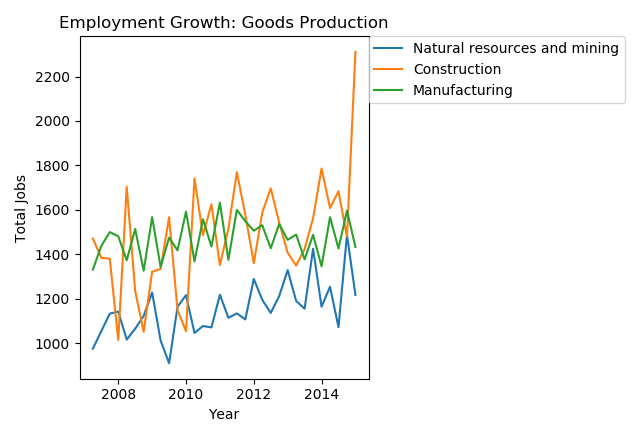 Employment Growth: Goods Production
Natural resources and mining
Construction
Manufacturing
Total Jobs
2200
2000
1800
1600
1400
1200
1000
2008 2010 2012 2014
Year